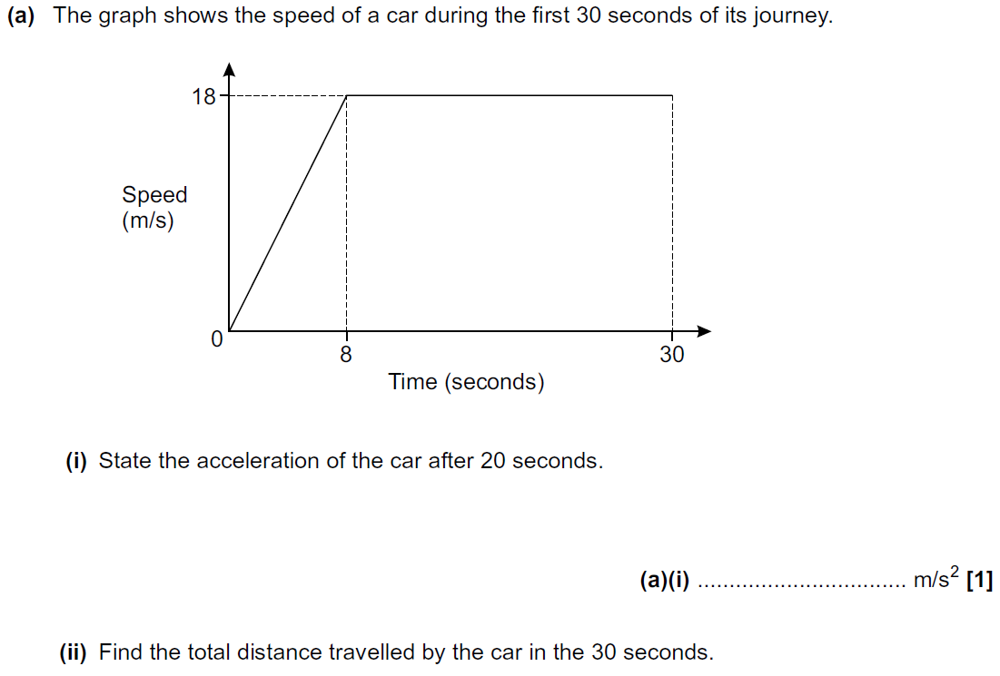 (a) The graph shows the speed of a car during the first 30 seconds of its journey.
18
Speed
(m/s)
0
8
30
Time (seconds)
(i) State the acceleration of the car after 20 seconds.
(a)(i) ................................. m/s² [1]
(ii) Find the total distance travelled by the car in the 30 seconds.